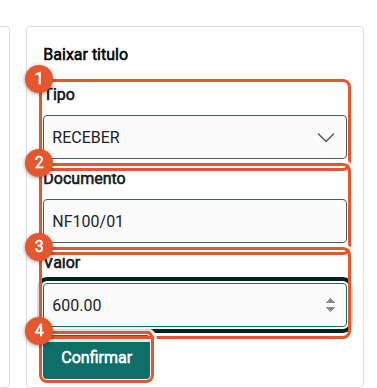 Baixar titulo
1
Tipo
RECEBER
2
Documento
NF100/01
3
Valor
600.00
4
Confirmar